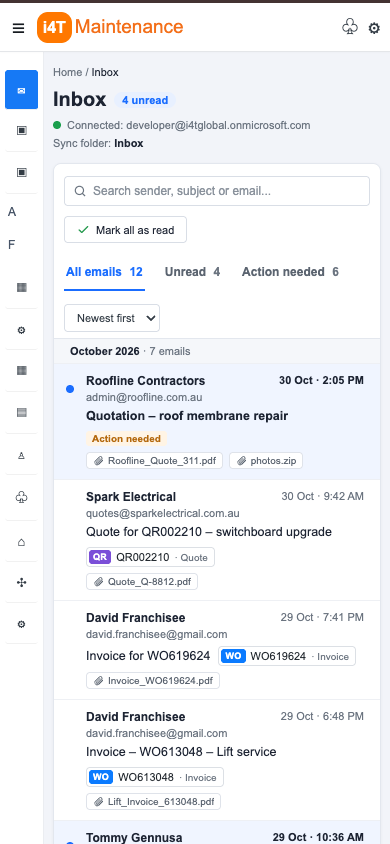 i4T Maintenance
Home / Inbox
Inbox 4 unread
Connected: developer@i4tglobal.onmicrosoft.com
Sync folder: Inbox
A
F
Search sender, subject or email...
Mark all as read
All emails 12 Unread 4 Action needed 6
Newest first
October 2026 · 7 emails
Roofline Contractors 30 Oct · 2:05 PM
admin@roofline.com.au
Quotation – roof membrane repair
Action needed
Roofline_Quote_311.pdf photos.zip
Spark Electrical 30 Oct · 9:42 AM
quotes@sparkelectrical.com.au
Quote for QR002210 – switchboard upgrade
QR QR002210 · Quote
Quote_Q-8812.pdf
David Franchisee 29 Oct · 7:41 PM
david.franchisee@gmail.com
Invoice for WO619624 WO WO619624 · Invoice
Invoice_WO619624.pdf
David Franchisee 29 Oct · 6:48 PM
david.franchisee@gmail.com
Invoice – WO613048 – Lift service
WO WO613048 · Invoice
Lift_Invoice_613048.pdf
Tommy Gennusa 29 Oct · 10:36 AM